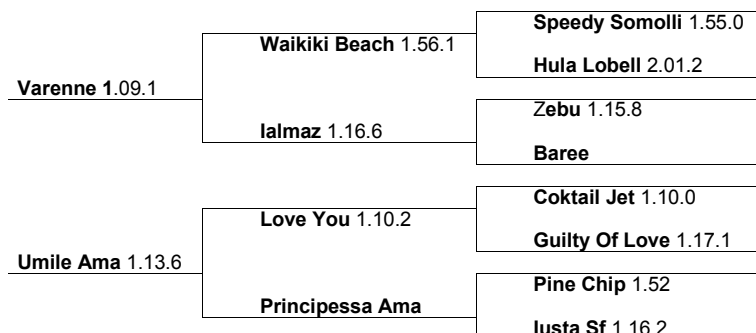 Speedy Somolli 1.55.0
Waikiki Beach 1.56.1
Hula Lobell 2.01.2
Varenne 1.09.1
Zebu 1.15.8
Ialmaz 1.16.6
Baree
Coktail Jet 1.10.0
Love You 1.10.2
Guilty Of Love 1.17.1
Umile Ama 1.13.6
Pine Chip 1.52
Principessa Ama
Iusta Sf 1.16.2